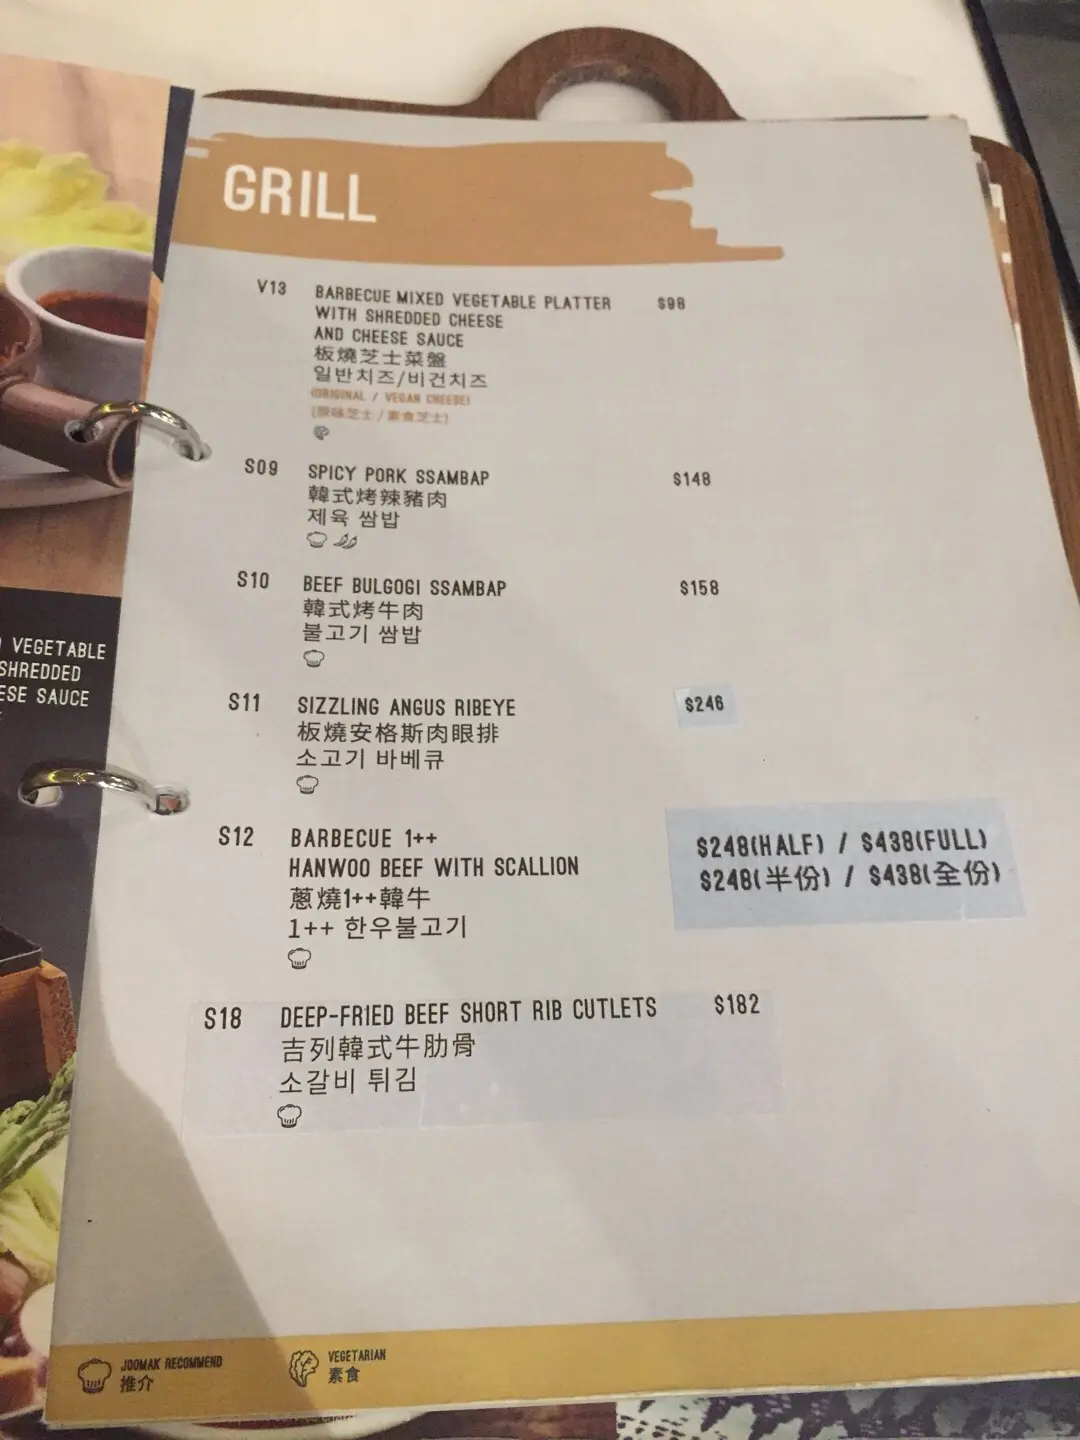 GRILL
V13 BARBECUE MIXED VEGETABLE PLATTER $98
WITH SHREDDED CHEESE
AND CHEESE SAUCE
板燒芝士菜盤
일반치즈/비건치즈
(ORIGINAL / VEGAN CHEESE)
(原味芝士/素食芝士)
S09 SPICY PORK SSAMBAP $148
韓式烤辣豬肉
제육 쌈밥
S10 BEEF BULGOGI SSAMBAP $158
韓式烤牛肉
불고기 쌈밥
S11 SIZZLING ANGUS RIBEYE $246
板燒安格斯肉眼排
소고기 바베큐
S12 BARBECUE 1++
HANWOO BEEF WITH SCALLION
$248(HALF) / $438(FULL)
$248(半份) / $438(全份)
蔥燒1++韓牛
1++ 한우불고기
S18 DEEP-FRIED BEEF SHORT RIB CUTLETS $182
吉列韓式牛肋骨
소갈비 튀김
JOOMAK RECOMMEND
推介
VEGETARIAN
素食
VEGETABLE
SHREDDED
ESE SAUCE